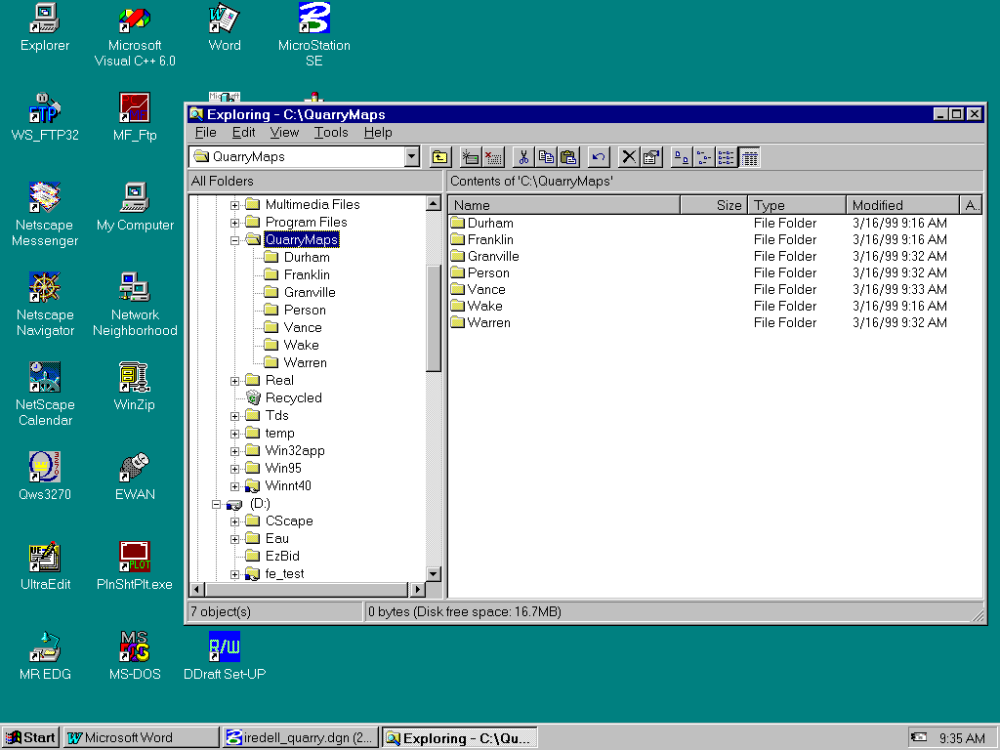 Explorer
Microsoft
Visual C++ 6.0
Word
MicroStation
SE
WS_FTP32
MF_Ftp
Netscape
Messenger
My Computer
Netscape
Navigator
Network
Neighborhood
NetScape
Calendar
WinZip
Qws3270
EWAN
UltraEdit
PlnShtPlt.exe
MR EDG
MS-DOS
DDraft Set-UP
Exploring - C:\QuarryMaps
File Edit View Tools Help
QuarryMaps
All Folders
Contents of 'C:\QuarryMaps'
Multimedia Files
Program Files
QuarryMaps
Durham
Franklin
Granville
Person
Vance
Wake
Warren
Real
Recycled
Tds
temp
Win32app
Win95
Winnt40
(D:)
CScape
Eau
EzBid
fe_test
Name Size Type Modified A..
Durham File Folder 3/16/99 9:16 AM
Franklin File Folder 3/16/99 9:16 AM
Granville File Folder 3/16/99 9:32 AM
Person File Folder 3/16/99 9:32 AM
Vance File Folder 3/16/99 9:33 AM
Wake File Folder 3/16/99 9:16 AM
Warren File Folder 3/16/99 9:32 AM
7 object(s)
0 bytes (Disk free space: 16.7MB)
Start
Microsoft Word
iredell_quarry.dgn (2...
Exploring - C:\Qu...
9:35 AM